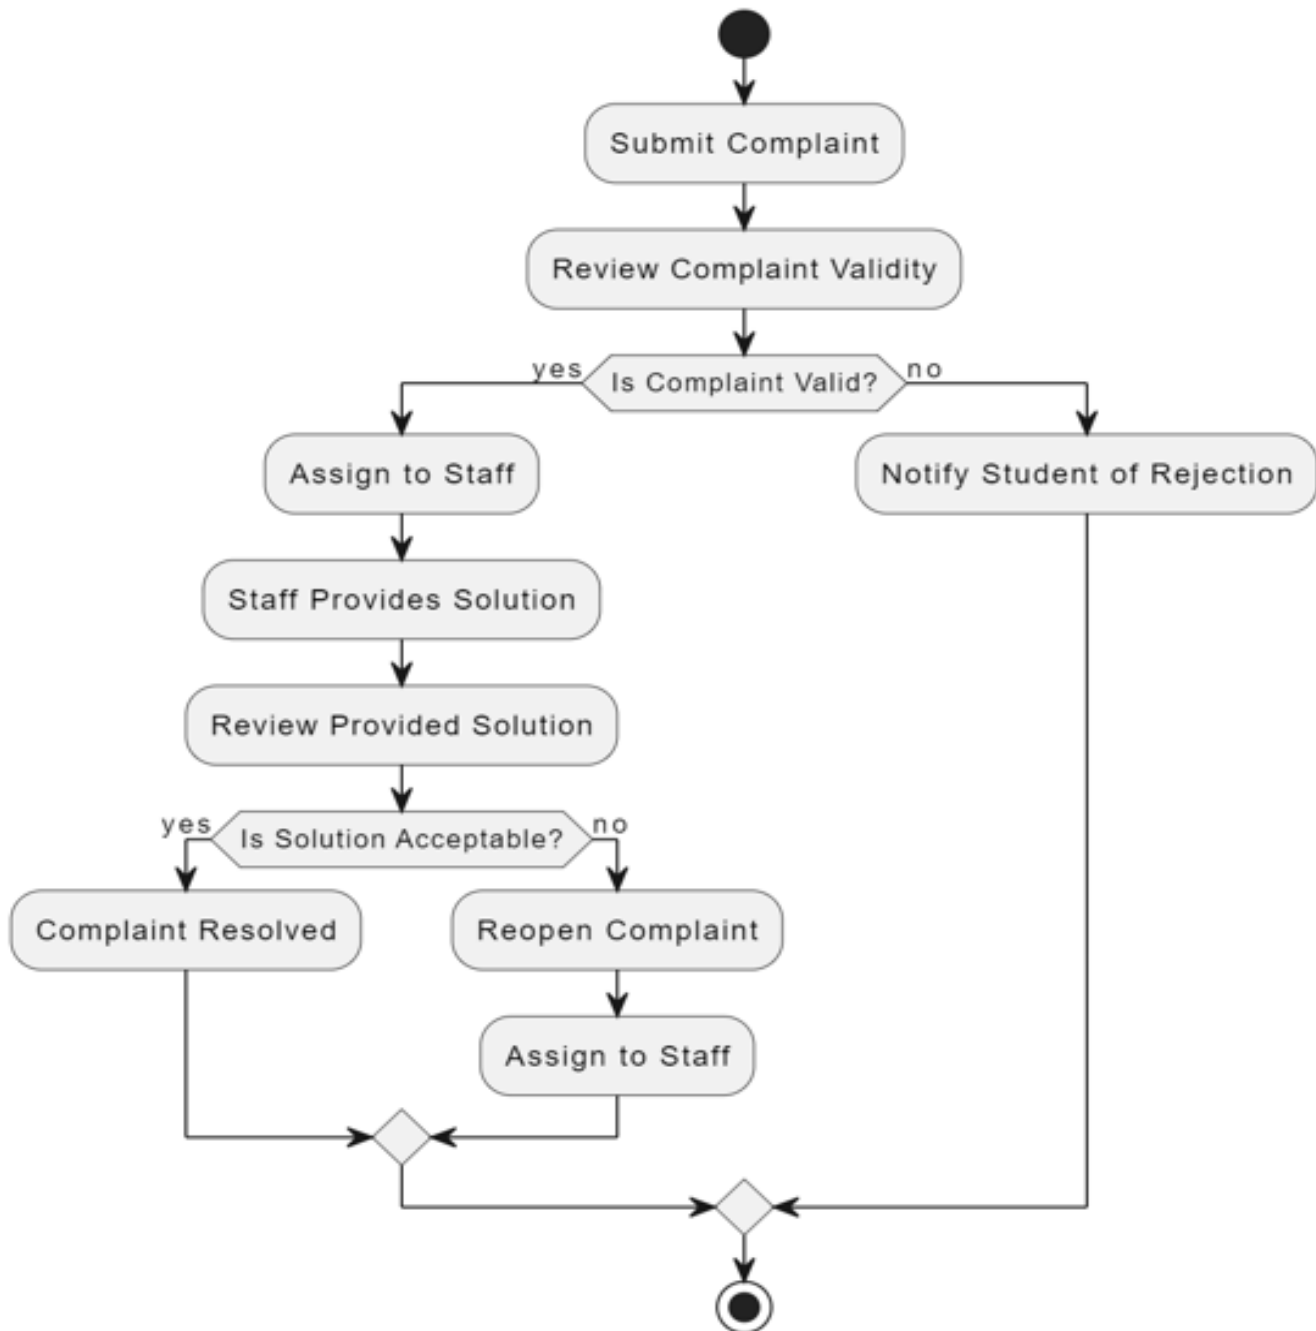 Submit Complaint
Review Complaint Validity
yes
Is Complaint Valid?
no
Assign to Staff
Notify Student of Rejection
Staff Provides Solution
Review Provided Solution
yes
Is Solution Acceptable?
no
Complaint Resolved
Reopen Complaint
Assign to Staff